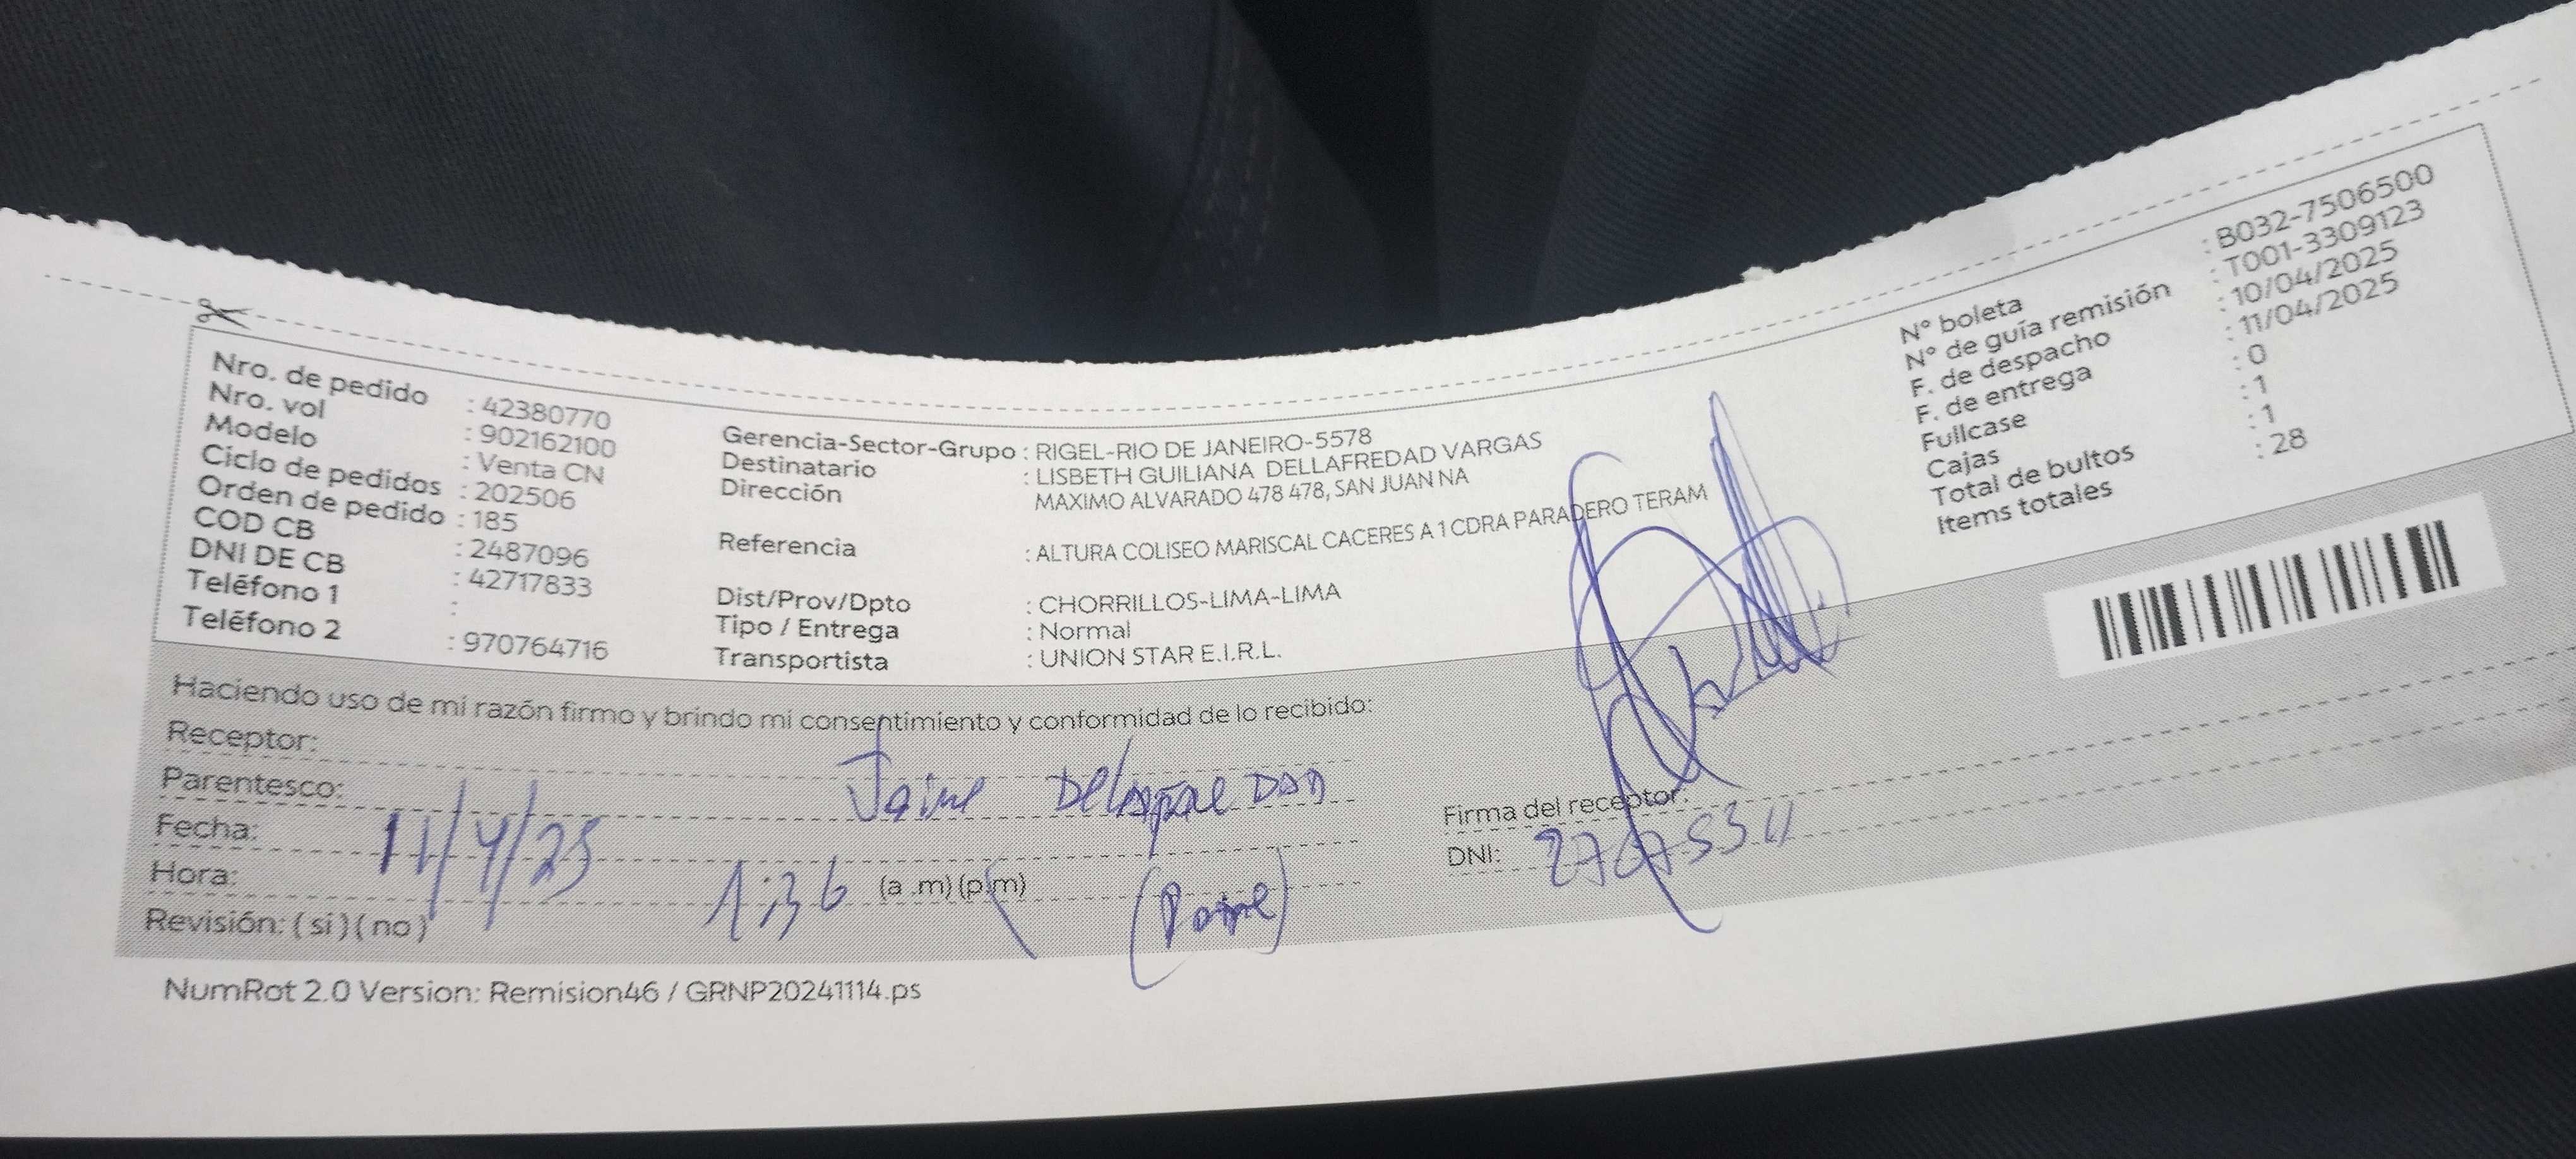 Nro. de pedido : 42380770
Nro. vol : 902162100
Modelo : Venta CN
Ciclo de pedidos : 202506
Orden de pedido : 185
COD CB : 2487096
DNI DE CB : 42717833
Teléfono 1 :
Teléfono 2 : 970764716
Gerencia-Sector-Grupo : RIGEL-RIO DE JANEIRO-5578
Destinatario : LISBETH GUILIANA DELLAFREDAD VARGAS
Dirección MAXIMO ALVARADO 478 478, SAN JUAN NA
Referencia : ALTURA COLISEO MARISCAL CACERES A 1 CDRA PARADERO TERAM
Dist/Prov/Dpto : CHORRILLOS-LIMA-LIMA
Tipo / Entrega : Normal
Transportista : UNION STAR E.I.R.L.
N° boleta : B032-7506500
N° de guía remisión : T001-3309123
F. de despacho : 10/04/2025
F. de entrega : 11/04/2025
Fullcase : 0
Cajas : 1
Total de bultos : 1
Items totales : 28
Haciendo uso de mi razón firmo y brindo mi consentimiento y conformidad de lo recibido:
Receptor: Jaime
Parentesco:
Fecha: 11/4/25
Hora: 1:36 (a .m) (p.m)
Revisión: ( si ) ( no )
Firma del receptor:
DNI:
NumRot 2.0 Version: Remision46 / GRNP20241114.ps